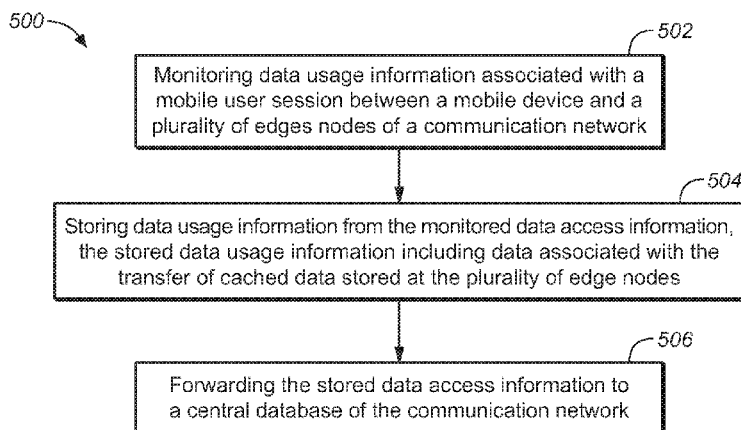 500
502
Monitoring data usage information associated with a
mobile user session between a mobile device and a
plurality of edges nodes of a communication network
504
Storing data usage information from the monitored data access information,
the stored data usage information including data associated with the
transfer of cached data stored at the plurality of edge nodes
506
Forwarding the stored data access information to
a central database of the communication network